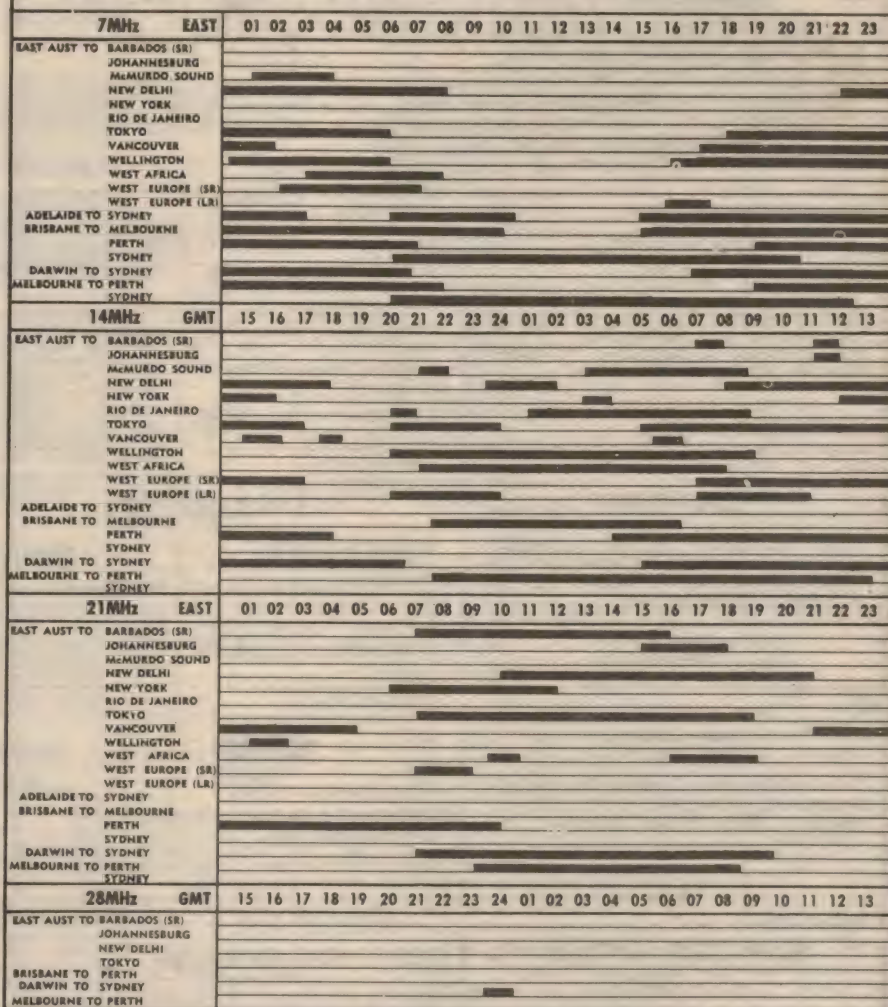 7MHz EAST 01 02 03 04 05 06 07 08 09 10 11 12 13 14 15 16 17 18 19 20 21 22 23
EAST AUST TO BARBADOS (SR)
JOHANNESBURG
McMURDO SOUND
NEW DELHI
NEW YORK
RIO DE JANEIRO
TOKYO
VANCOUVER
WELLINGTON
WEST AFRICA
WEST EUROPE (SR)
WEST EUROPE (LR)
ADELAIDE TO SYDNEY
BRISBANE TO MELBOURNE
PERTH
SYDNEY
DARWIN TO SYDNEY
MELBOURNE TO PERTH
SYDNEY
14MHz GMT 15 16 17 18 19 20 21 22 23 24 01 02 03 04 05 06 07 08 09 10 11 12 13
EAST AUST TO BARBADOS (SR)
JOHANNESBURG
McMURDO SOUND
NEW DELHI
NEW YORK
RIO DE JANEIRO
TOKYO
VANCOUVER
WELLINGTON
WEST AFRICA
WEST EUROPE (SR)
WEST EUROPE (LR)
ADELAIDE TO SYDNEY
BRISBANE TO MELBOURNE
PERTH
SYDNEY
DARWIN TO SYDNEY
MELBOURNE TO PERTH
SYDNEY
21MHz EAST 01 02 03 04 05 06 07 08 09 10 11 12 13 14 15 16 17 18 19 20 21 22 23
EAST AUST TO BARBADOS (SR)
JOHANNESBURG
McMURDO SOUND
NEW DELHI
NEW YORK
RIO DE JANEIRO
TOKYO
VANCOUVER
WELLINGTON
WEST AFRICA
WEST EUROPE (SR)
WEST EUROPE (LR)
ADELAIDE TO SYDNEY
BRISBANE TO MELBOURNE
PERTH
SYDNEY
DARWIN TO SYDNEY
MELBOURNE TO PERTH
SYDNEY
28MHz GMT 15 16 17 18 19 20 21 22 23 24 01 02 03 04 05 06 07 08 09 10 11 12 13
EAST AUST TO BARBADOS (SR)
JOHANNESBURG
NEW DELHI
TOKYO
BRISBANE TO PERTH
DARWIN TO SYDNEY
MELBOURNE TO PERTH